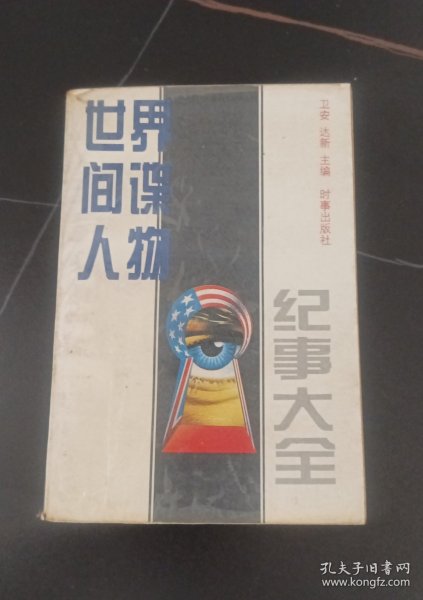 世界
间谍
人物
纪事大全
卫安 达新 主编 时事出版社
孔夫子旧书网
www.kongfz.com